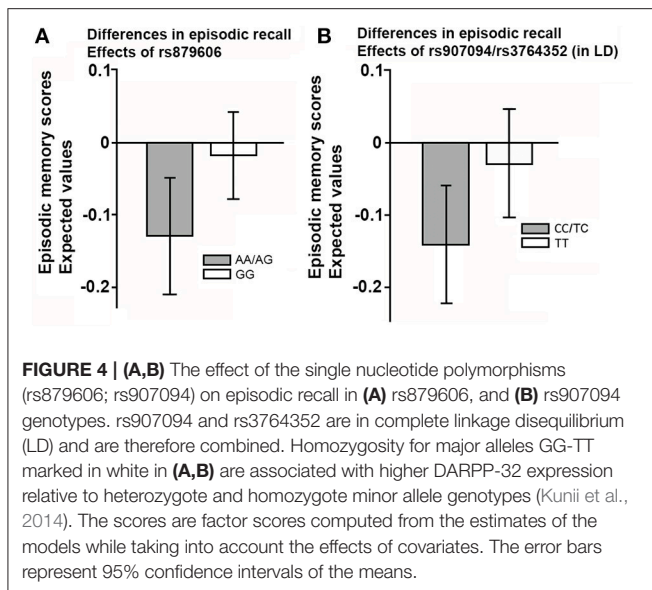 A
Differences in episodic recall
Effects of rs879606
Episodic memory scores
Expected values
0.1
0
-0.1
-0.2
AA/AG
GG
B
Differences in episodic recall
Effects of rs907094/rs3764352 (in LD)
Episodic memory scores
Expected values
0.1
0
-0.1
-0.2
CC/TC
TT
FIGURE 4 | (A,B) The effect of the single nucleotide polymorphisms
(rs879606; rs907094) on episodic recall in (A) rs879606, and (B) rs907094
genotypes. rs907094 and rs3764352 are in complete linkage disequilibrium
(LD) and are therefore combined. Homozygosity for major alleles GG-TT
marked in white in (A,B) are associated with higher DARPP-32 expression
relative to heterozygote and homozygote minor allele genotypes (Kunii et al.,
2014). The scores are factor scores computed from the estimates of the
models while taking into account the effects of covariates. The error bars
represent 95% confidence intervals of the means.